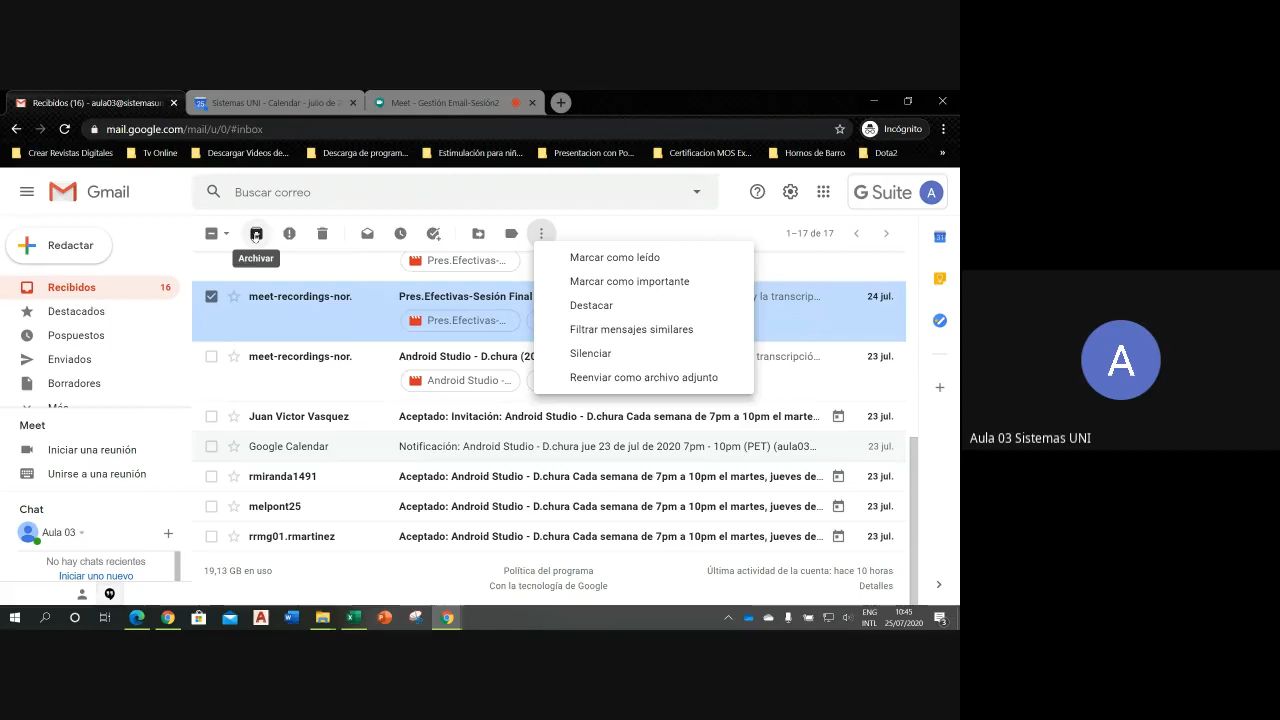 Recibidos (16) - aula03@sistemasun
Sistemas UNI - Calendar - julio de 2
Meet - Gestión Email-Sesión2
mail.google.com/mail/u/0/#inbox
Incógnito
Crear Revistas Digitales
Tv Online
Descargar Videos de...
Descarga de program...
Estimulación para niñ...
Presentacion con Po...
Certificacion MOS Ex...
Hornos de Barro
Dota2
»
Gmail
Buscar correo
G Suite
A
Redactar
Archivar
1–17 de 17
31
Recibidos 16
Destacados
Pospuestos
Enviados
Borradores
Más
Meet
Iniciar una reunión
Unirse a una reunión
Chat
Aula 03
No hay chats recientes
Iniciar uno nuevo
Pres.Efectivas-...
meet-recordings-nor. Pres.Efectivas-Sesión Final y la transcrip... 24 jul.
Pres.Efectivas-...
meet-recordings-nor. Android Studio - D.chura (20 transcripció... 23 jul.
Android Studio -...
Marcar como leído
Marcar como importante
Destacar
Filtrar mensajes similares
Silenciar
Reenviar como archivo adjunto
Juan Victor Vasquez Aceptado: Invitación: Android Studio - D.chura Cada semana de 7pm a 10pm el marte... 23 jul.
Google Calendar Notificación: Android Studio - D.chura jue 23 de jul de 2020 7pm - 10pm (PET) (aula03... 23 jul.
rmiranda1491 Aceptado: Android Studio - D.chura Cada semana de 7pm a 10pm el martes, jueves de... 23 jul.
melpont25 Aceptado: Android Studio - D.chura Cada semana de 7pm a 10pm el martes, jueves de... 23 jul.
rrmg01.rmartinez Aceptado: Android Studio - D.chura Cada semana de 7pm a 10pm el martes, jueves de... 23 jul.
19,13 GB en uso
Política del programa
Con la tecnología de Google
Última actividad de la cuenta: hace 10 horas
Detalles
ENG
INTL
10:45
25/07/2020
A
Aula 03 Sistemas UNI